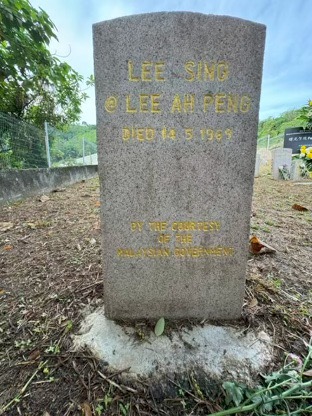 LEE SING
@ LEE AH PENG
DIED 14.5.1969
BY THE COURTESY
OF THE
MALAYSIAN GOVERNMENT